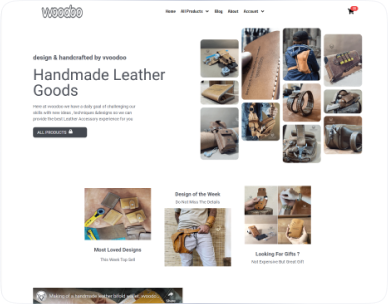 vvoodoo
Home All Products Blog About Account
design & handcrafted by vvoodoo
Handmade Leather
Goods
Here at vvoodoo we have a daily goal of challenging our
skills with new ideas, techniques &designs so we can
provide the best Leather Accessory experience for you.
ALL PRODUCTS
Design of the Week
Do Not Miss The Details
Most Loved Designs
This Week Top Sell
Looking For Gifts ?
Not Expensive But Great Gift
Making of a handmade leather bifold wallet -vvoodo...